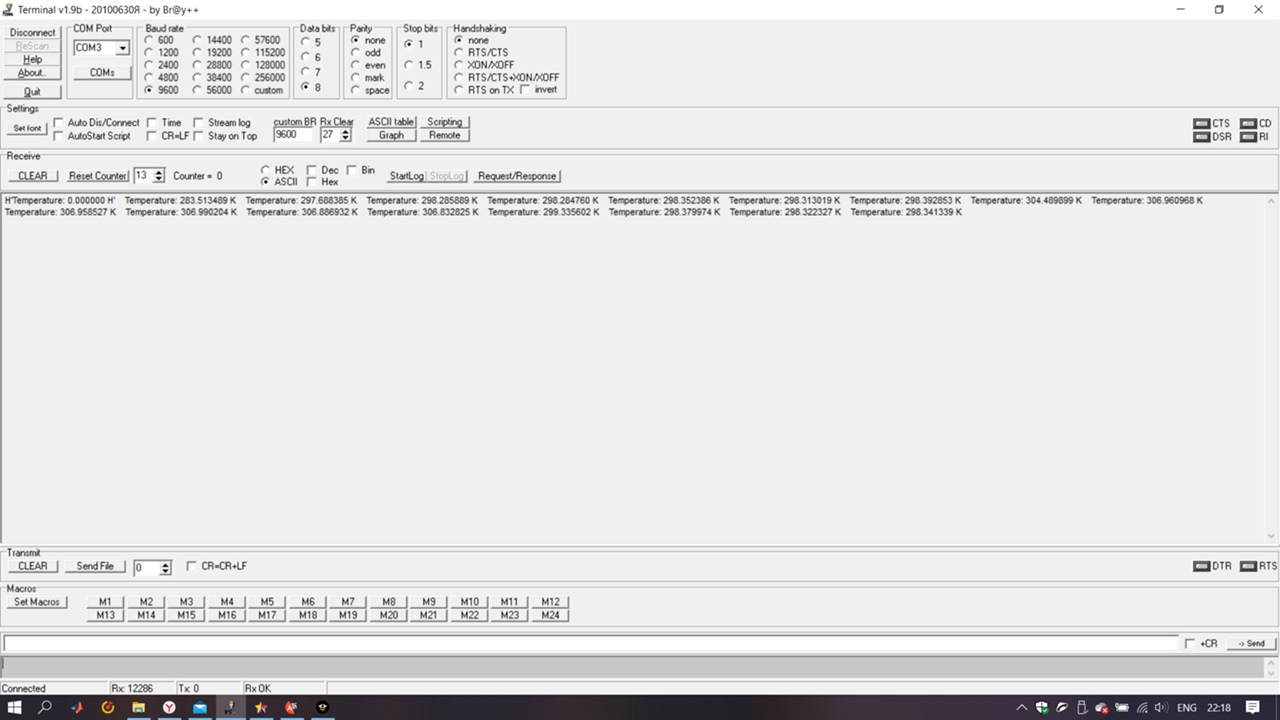 Terminal v1.9b - 20100630Я - by Br@y++
Disconnect
ReScan
Help
About..
Quit
COM Port
COM3
COMs
Baud rate
600 14400 57600
1200 19200 115200
2400 28800 128000
4800 38400 256000
9600 56000 custom
Data bits
5
6
7
8
Parity
none
odd
even
mark
space
Stop bits
1
1.5
2
Handshaking
none
RTS/CTS
XON/XOFF
RTS/CTS+XON/XOFF
RTS on TX invert
Settings
Set font
Auto Dis/Connect Time Stream log
AutoStart Script CR=LF Stay on Top
custom BR Rx Clear
9600 27
ASCII table Scripting
Graph Remote
CTS CD
DSR RI
Receive
CLEAR Reset Counter 13 Counter = 0
HEX Dec Bin
ASCII Hex
StartLog StopLog Request/Response
H'Temperature: 0.000000 H' Temperature: 283.513489 K Temperature: 297.688385 K Temperature: 298.285889 K Temperature: 298.284760 K Temperature: 298.352386 K Temperature: 298.313019 K Temperature: 298.392853 K Temperature: 304.489899 K Temperature: 306.960968 K
Temperature: 306.958527 K Temperature: 306.990204 K Temperature: 306.886932 K Temperature: 306.832825 K Temperature: 299.335602 K Temperature: 298.379974 K Temperature: 298.322327 K Temperature: 298.341339 K
Transmit
CLEAR Send File 0 CR=CR+LF
DTR RTS
Macros
Set Macros
M1 M2 M3 M4 M5 M6 M7 M8 M9 M10 M11 M12
M13 M14 M15 M16 M17 M18 M19 M20 M21 M22 M23 M24
+CR -> Send
Connected Rx: 12286 Tx: 0 Rx OK
ENG 22:18